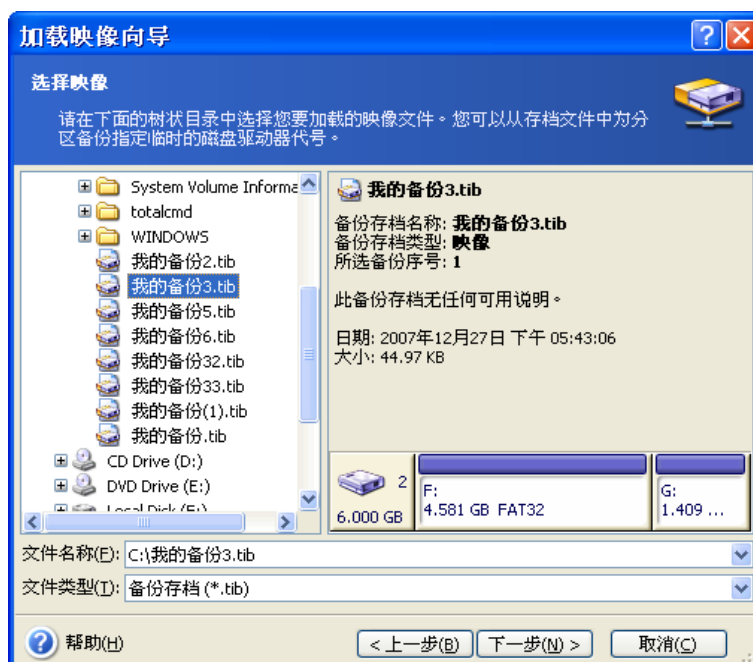 加载映像向导
选择映像
请在下面的树状目录中选择您要加载的映像文件。您可以从存档文件中为分
区备份指定临时的磁盘驱动器代号。
System Volume Informa
totalcmd
WINDOWS
我的备份2.tib
我的备份3.tib
我的备份5.tib
我的备份6.tib
我的备份32.tib
我的备份33.tib
我的备份(1).tib
我的备份.tib
CD Drive (D:)
DVD Drive (E:)
我的备份3.tib
备份存档名称: 我的备份3.tib
备份存档类型: 映像
所选备份序号: 1
此备份存档无任何可用说明。
日期: 2007年12月27日 下午 05:43:06
大小: 44.97 KB
2
6.000 GB
F:
4.581 GB FAT32
G:
1.409 ...
文件名称(F): C:\我的备份3.tib
文件类型(T): 备份存档 (*.tib)
帮助(H)
< 上一步(B)
下一步(N) >
取消(C)